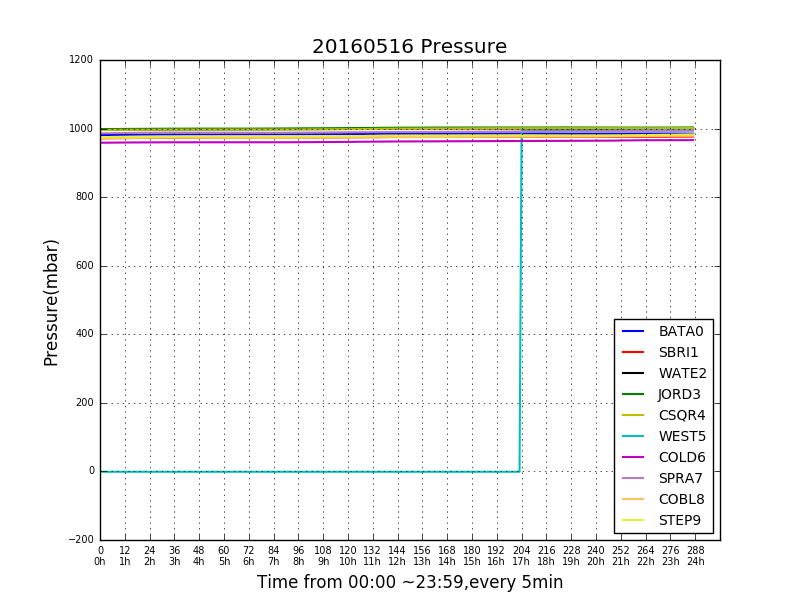 20160516 Pressure
1200
1000
800
600
400
200
0
−200
Pressure(mbar)
BATA0
SBRI1
WATE2
JORD3
CSQR4
WEST5
COLD6
SPRA7
COBL8
STEP9
0 12 24 36 48 60 72 84 96 108 120 132 144 156 168 180 192 204 216 228 240 252 264 276 288
0h 1h 2h 3h 4h 5h 6h 7h 8h 9h 10h 11h 12h 13h 14h 15h 16h 17h 18h 19h 20h 21h 22h 23h 24h
Time from 00:00 ~23:59,every 5min